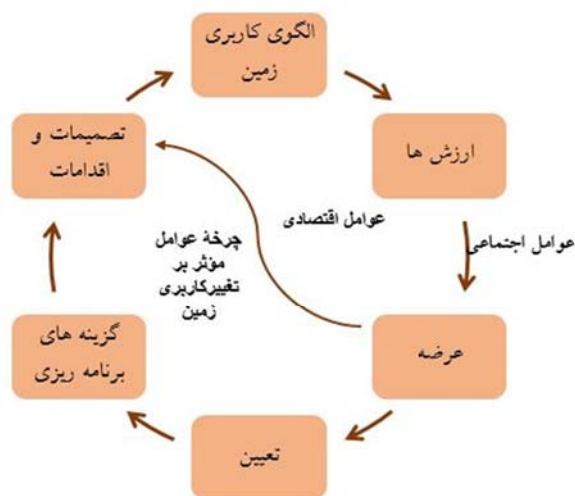 الگوی کاربری
زمین
ارزش ها
تصمیمات و
اقدامات
عوامل اقتصادی
عوامل اجتماعی
چرخۀ عوامل
مؤثر بر
تغییرکاربری
زمین
عرضه
گزینه های
برنامه ریزی
تعیین